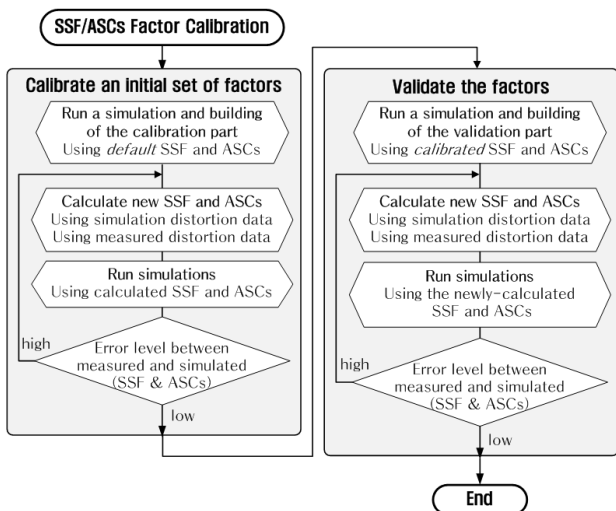 SSF/ASCs Factor Calibration
Calibrate an initial set of factors
Run a simulation and building
of the calibration part
Using default SSF and ASCs
Calculate new SSF and ASCs
Using simulation distortion data
Using measured distortion data
Run simulations
Using calculated SSF and ASCs
high
Error level between
measured and simulated
(SSF & ASCs)
low
Validate the factors
Run a simulation and building
of the validation part
Using calibrated SSF and ASCs
Calculate new SSF and ASCs
Using simulation distortion data
Using measured distortion data
Run simulations
Using the newly-calculated
SSF and ASCs
high
Error level between
measured and simulated
(SSF & ASCs)
low
End